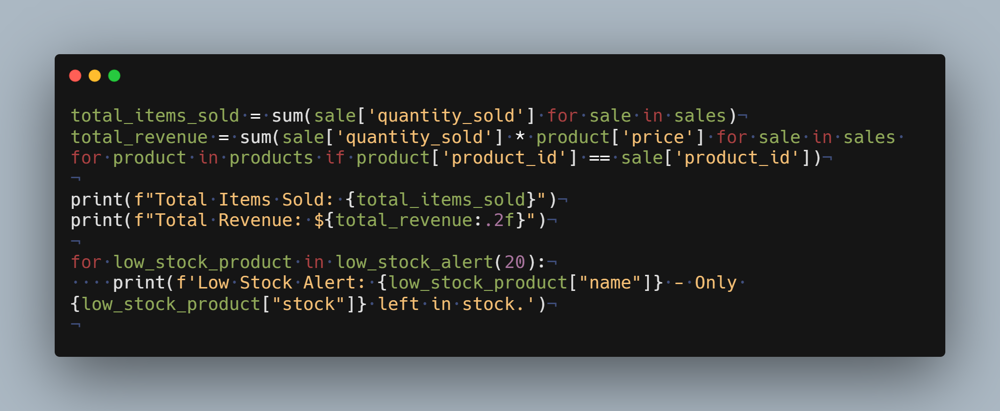 total_items_sold = sum(sale['quantity_sold'] for sale in sales)¬
total_revenue = sum(sale['quantity_sold'] * product['price'] for sale in sales 
for product in products if product['product_id'] == sale['product_id'])¬
¬
print(f"Total Items Sold: {total_items_sold}")¬
print(f"Total Revenue: ${total_revenue:.2f}")¬
¬
for low_stock_product in low_stock_alert(20):¬
    print(f'Low Stock Alert: {low_stock_product["name"]} - Only 
{low_stock_product["stock"]} left in stock.')¬
¬